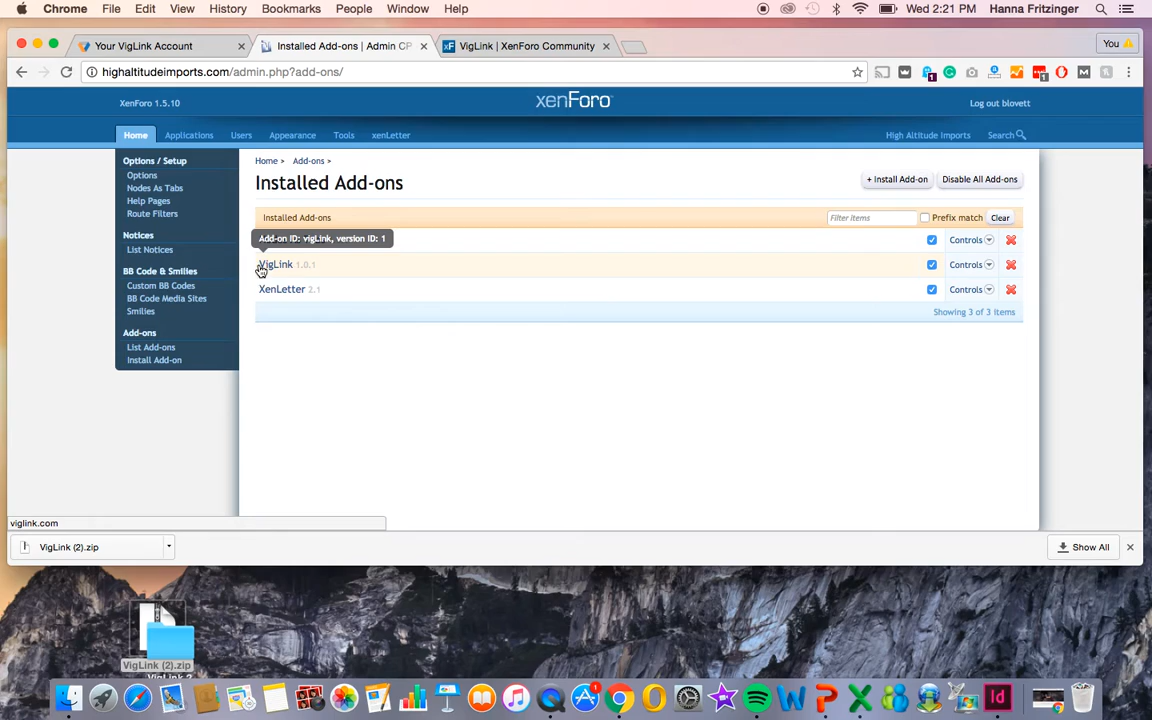 Chrome File Edit View History Bookmarks People Window Help Wed 2:21 PM Hanna Fritzinger
Your VigLink Account Installed Add-ons | Admin CP VigLink | XenForo Community You
highaltitudeimports.com/admin.php?add-ons/
XenForo 1.5.10 xenForo Log out blovett
Home Applications Users Appearance Tools xenLetter High Altitude Imports Search
Options / Setup
Options
Nodes As Tabs
Help Pages
Route Filters
Notices
List Notices
BB Code & Smilies
Custom BB Codes
BB Code Media Sites
Smilies
Add-ons
List Add-ons
Install Add-on
Home > Add-ons >
Installed Add-ons + Install Add-on Disable All Add-ons
Installed Add-ons Filter items Prefix match Clear
Add-on ID: vigLink, version ID: 1 Controls
VigLink 1.0.1 Controls
XenLetter 2.1 Controls
Showing 3 of 3 items
viglink.com
VigLink (2).zip Show All
VigLink (2).zip